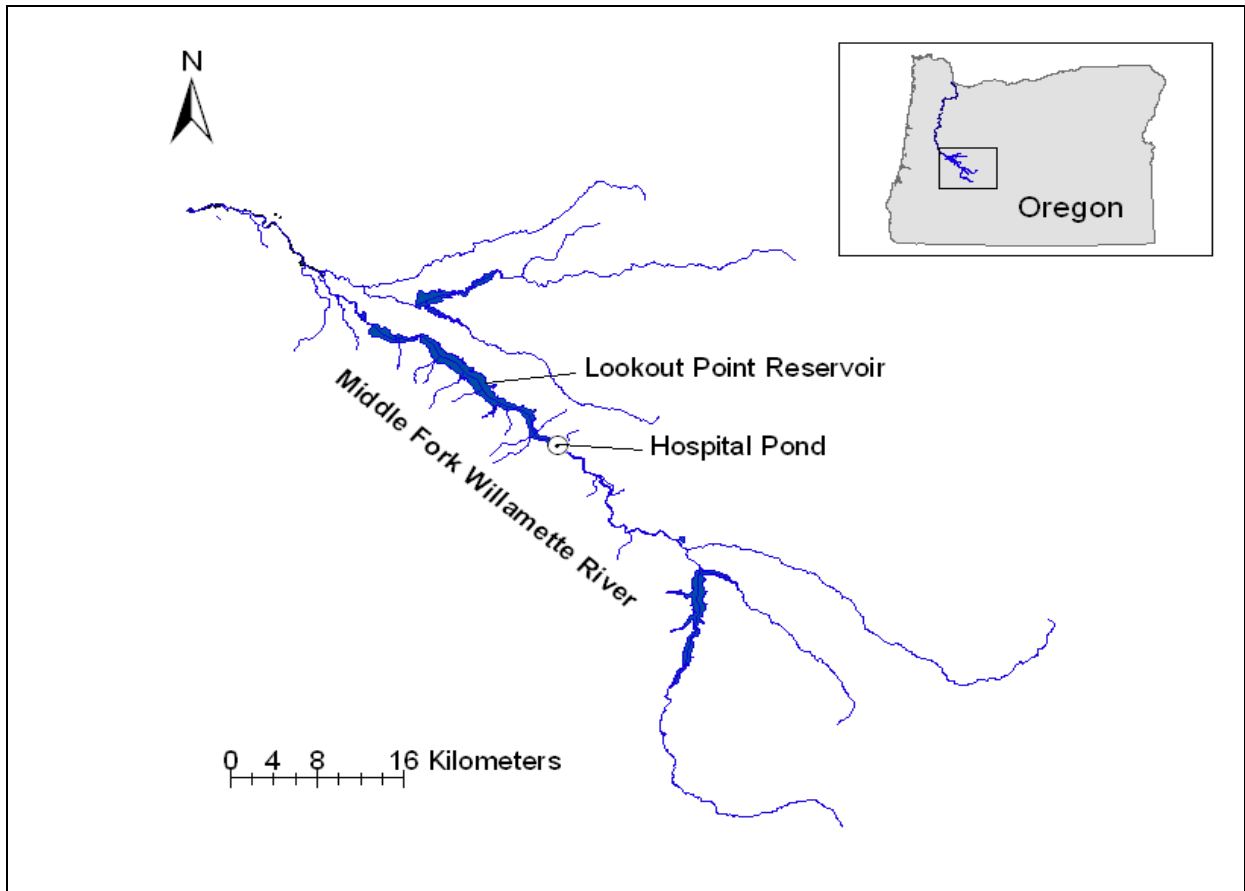 N
Oregon
Lookout Point Reservoir
Hospital Pond
Middle Fork Willamette River
0 4 8 16 Kilometers